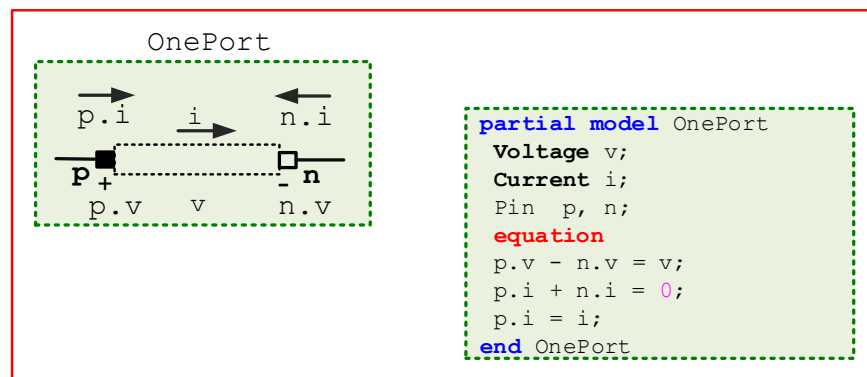 OnePort
p.i i n.i
p + - n
p.v v n.v
partial model OnePort
Voltage v;
Current i;
Pin p, n;
equation
p.v - n.v = v;
p.i + n.i = 0;
p.i = i;
end OnePort